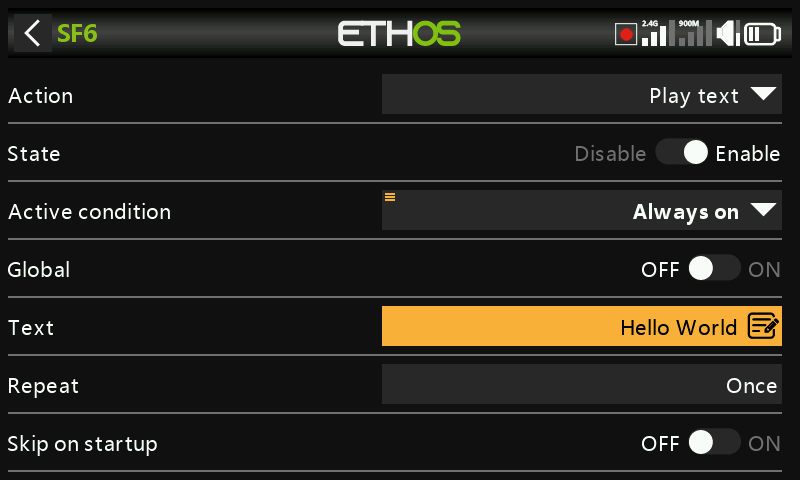 SF6 ETHOS 2.4G 900M
Action Play text
State Disable Enable
Active condition Always on
Global OFF ON
Text Hello World
Repeat Once
Skip on startup OFF ON